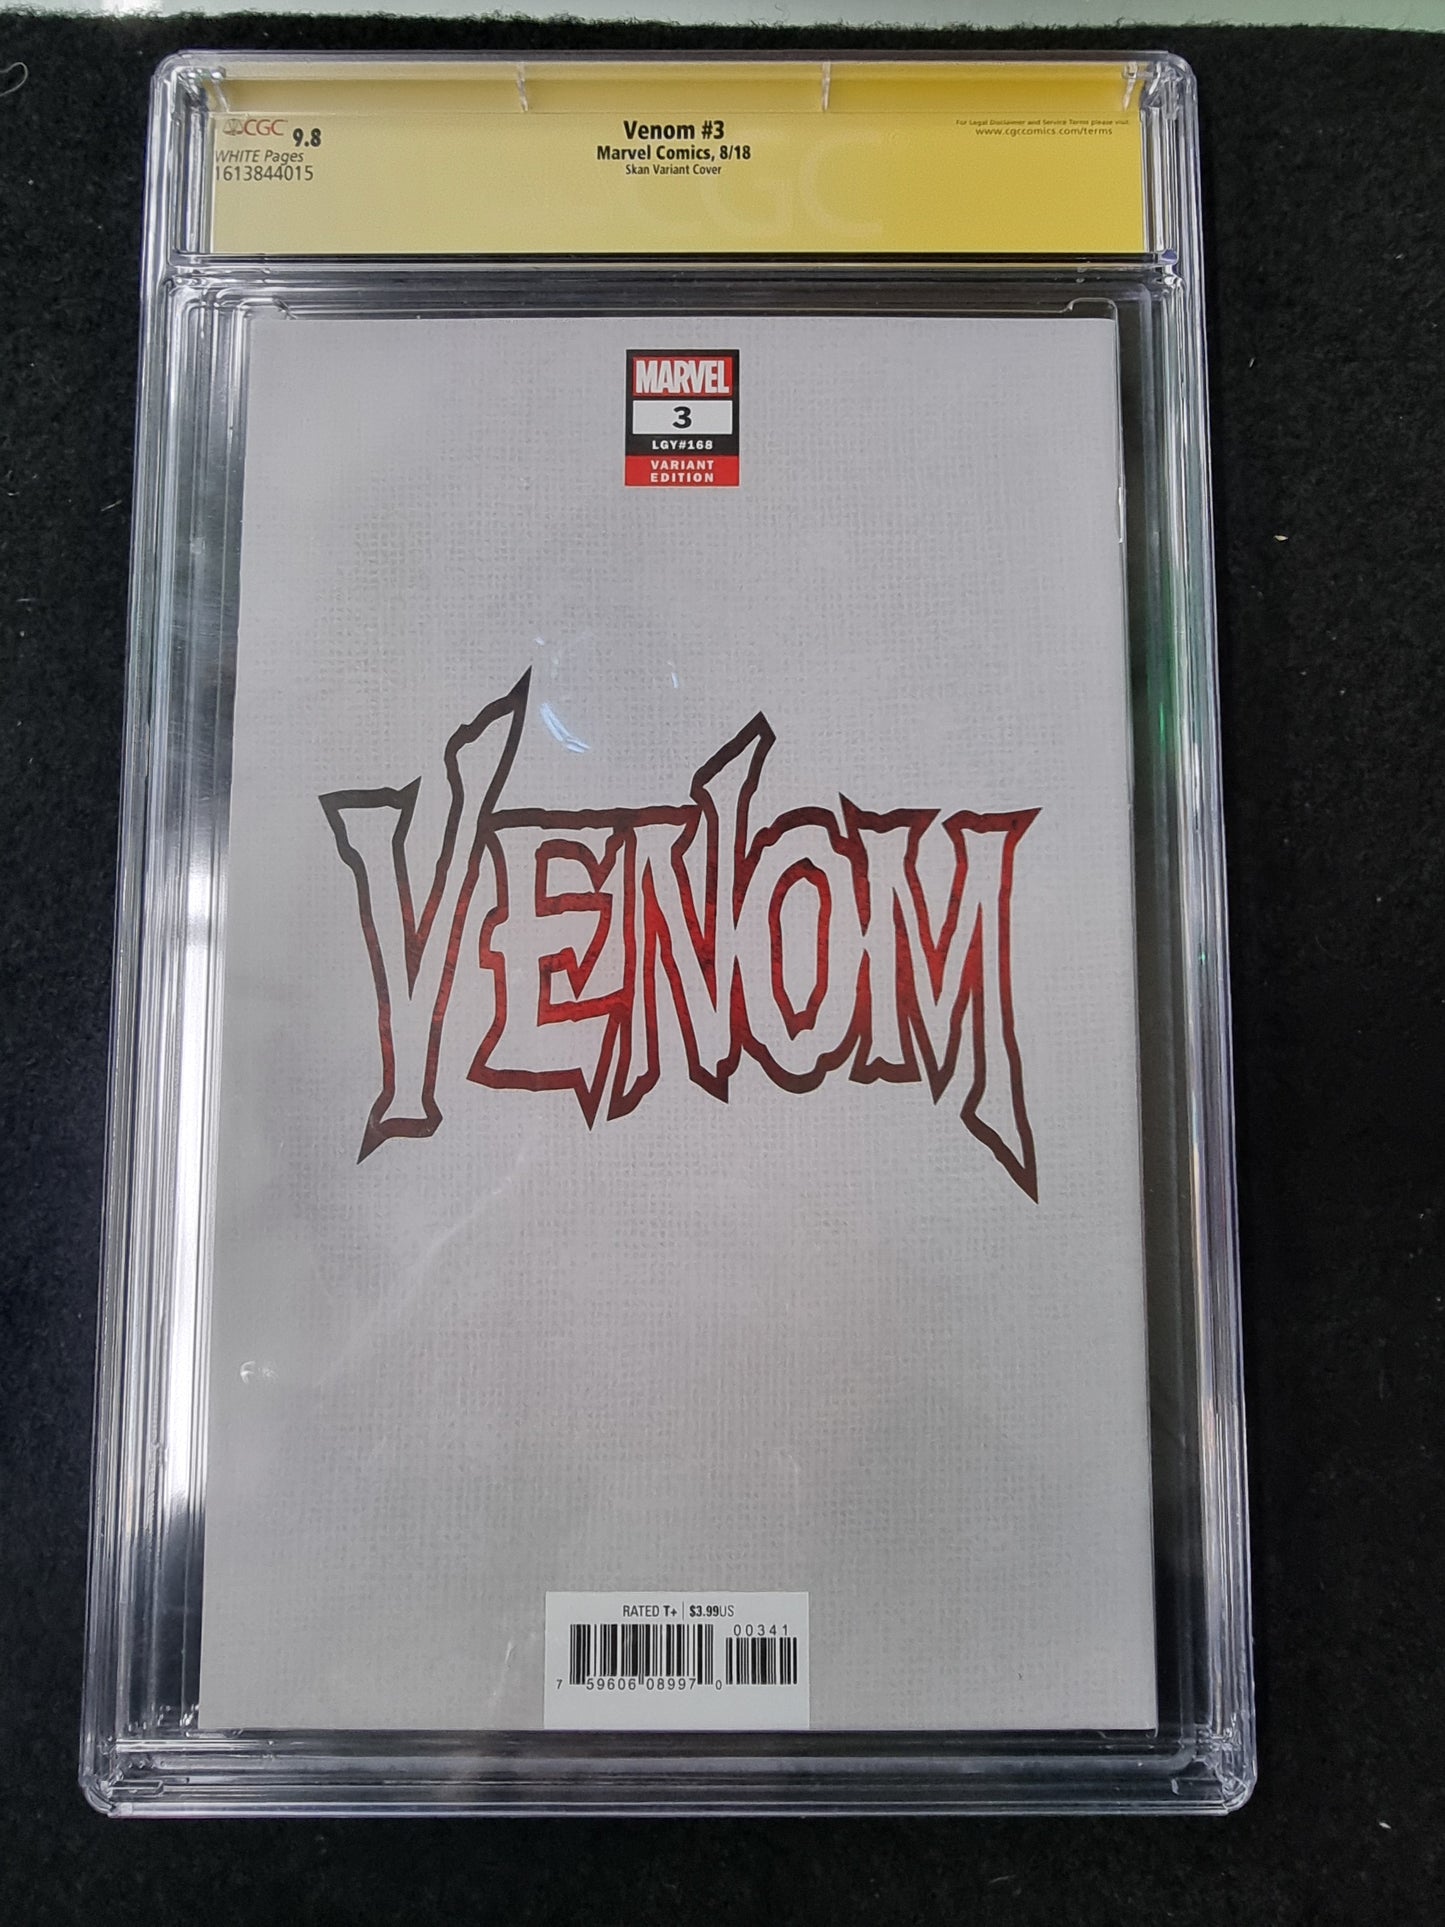 CGC 9.8
WHITE Pages
1613844015
Venom #3
Marvel Comics, 8/18
Skan Variant Cover
For Legal Disclaimer and Service Terms please visit
www.cgccomics.com/terms
CGC
MARVEL
3
LGY#168
VARIANT
EDITION
VENOM
RATED T+ | $3.99US
00341
7 59606 08997 0